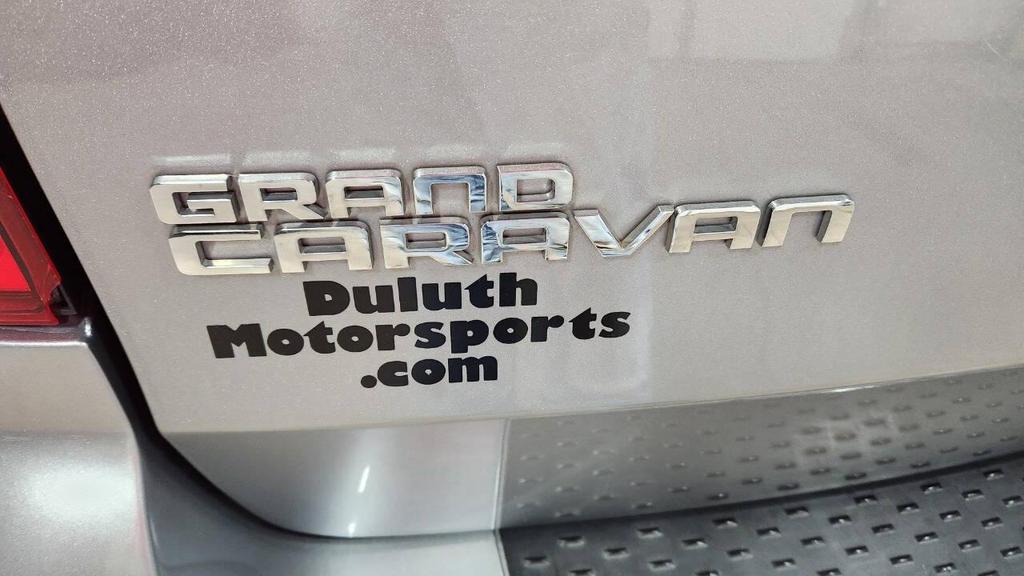 GRAND
CARAVAN
Duluth
Motorsports
.com